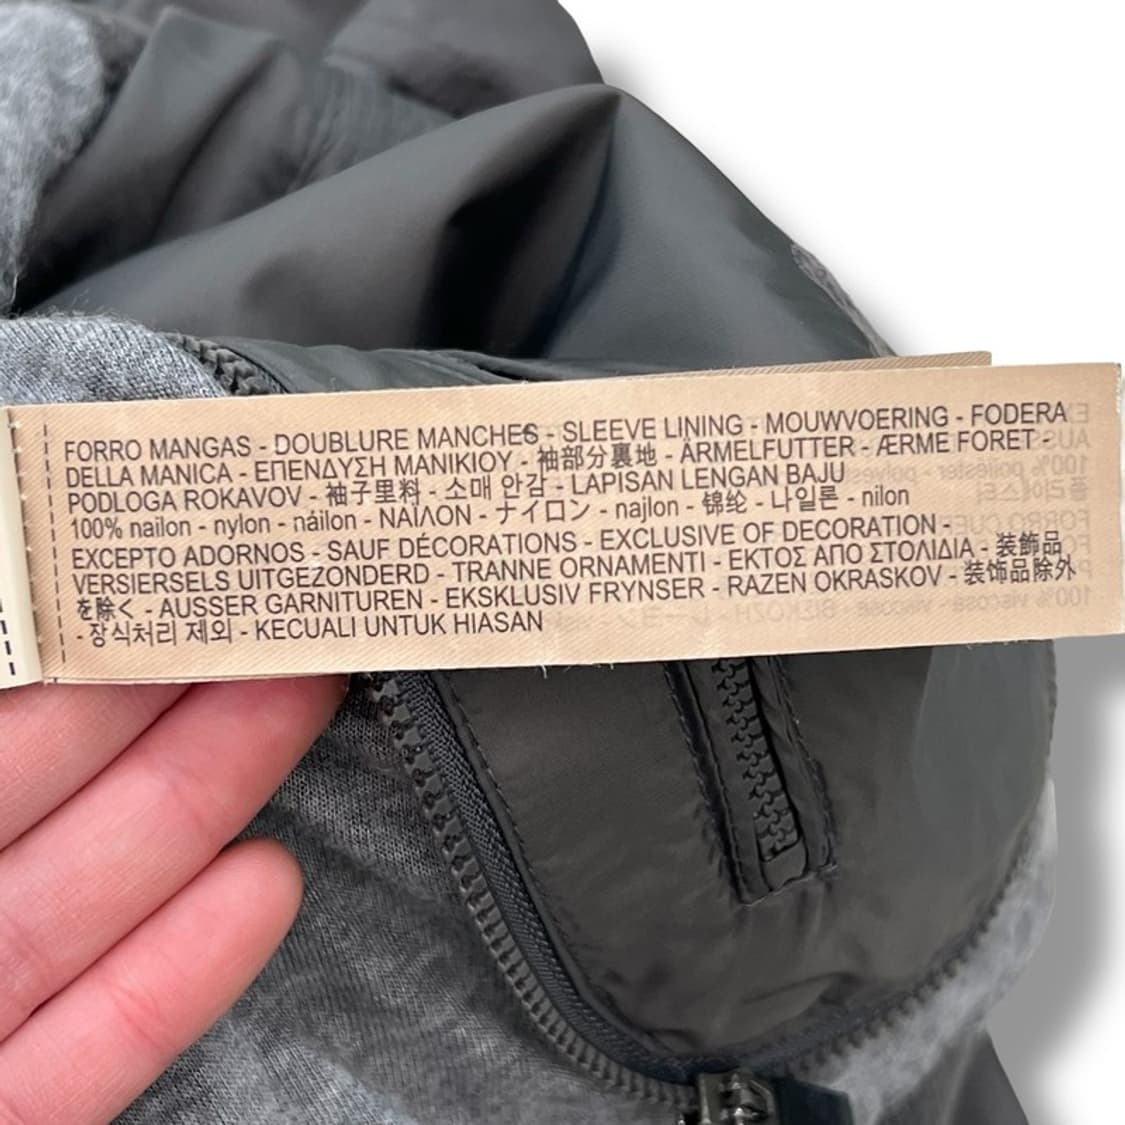 FORRO MANGAS - DOUBLURE MANCHES - SLEEVE LINING - MOUWVOERING - FODERA
DELLA MANICA - ΕΠΕΝΔΥΣΗ ΜΑΝΙΚΙΟΥ - 袖部分裏地 - ÄRMELFUTTER - ÆRME FORET -
PODLOGA ROKAVOV - 袖子里料 - 소매 안감 - LAPISAN LENGAN BAJU
100% nailon - nylon - náilon - ΝΑΪΛΟΝ - ナイロン - najlon - 锦纶 - 나일론 - nilon
EXCEPTO ADORNOS - SAUF DÉCORATIONS - EXCLUSIVE OF DECORATION -
VERSIERSELS UITGEZONDERD - TRANNE ORNAMENTI - ΕΚΤΟΣ ΑΠΟ ΣΤΟΛΙΔΙΑ - 装飾品
を除く - AUSSER GARNITUREN - EKSKLUSIV FRYNSER - RAZEN OKRASKOV - 装饰品除外
- 장식처리 제외 - KECUALI UNTUK HIASAN